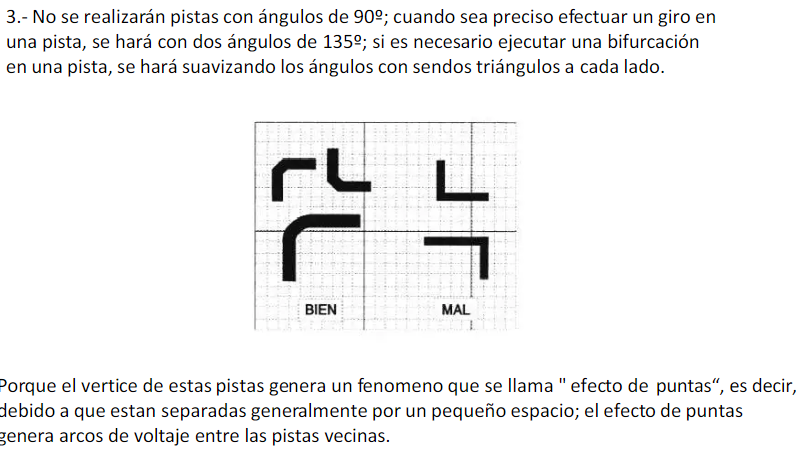 3.- No se realizarán pistas con ángulos de 90º; cuando sea preciso efectuar un giro en
una pista, se hará con dos ángulos de 135º; si es necesario ejecutar una bifurcación
en una pista, se hará suavizando los ángulos con sendos triángulos a cada lado.
BIEN
MAL
Porque el vertice de estas pistas genera un fenomeno que se llama " efecto de puntas“, es decir,
debido a que estan separadas generalmente por un pequeño espacio; el efecto de puntas
genera arcos de voltaje entre las pistas vecinas.